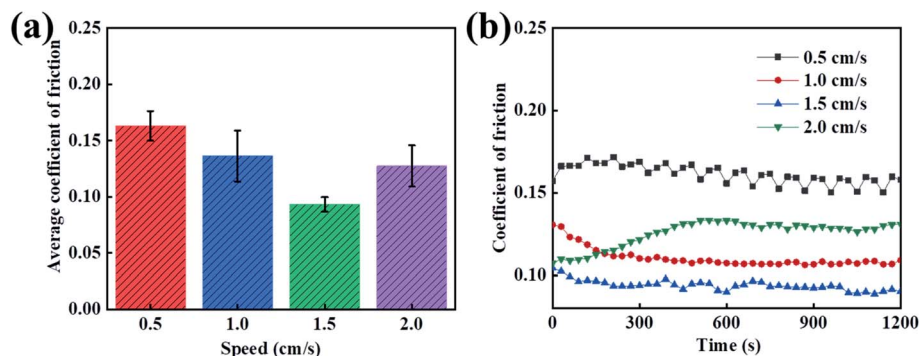 (a)
Average coefficient of friction
0.25
0.20
0.15
0.10
0.05
0.00
0.5 1.0 1.5 2.0
Speed (cm/s)
(b)
Coefficient of friction
0.25
0.20
0.15
0.10
0.5 cm/s
1.0 cm/s
1.5 cm/s
2.0 cm/s
0 300 600 900 1200
Time (s)